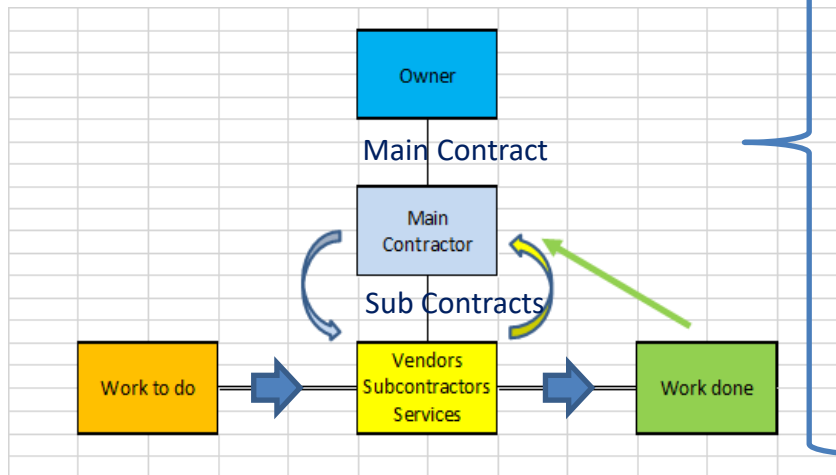 Owner
Main Contract
Main
Contractor
Sub Contracts
Work to do
Vendors
Subcontractors
Services
Work done